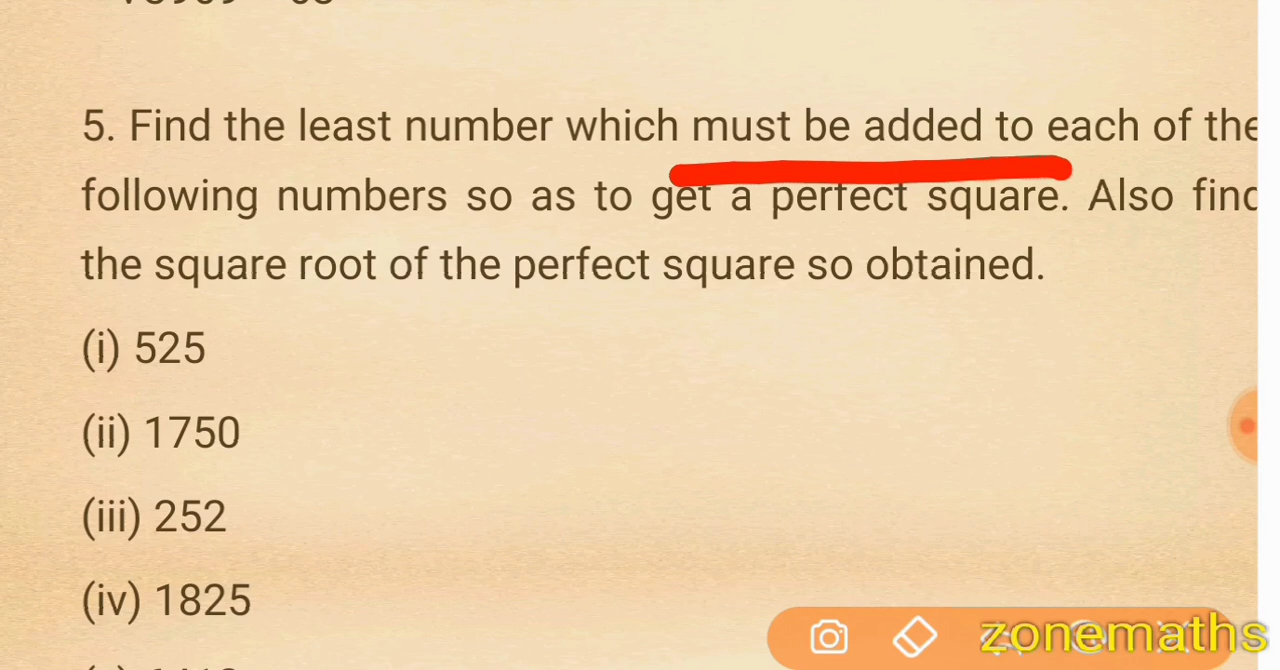 5. Find the least number which must be added to each of the
following numbers so as to get a perfect square. Also find
the square root of the perfect square so obtained.
(i) 525
(ii) 1750
(iii) 252
(iv) 1825
zonemaths